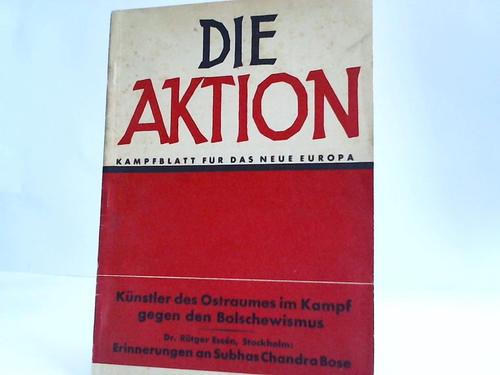 DIE
AKTION
KAMPFBLATT FÜR DAS NEUE EUROPA
Künstler des Ostraumes im Kampf
gegen den Bolschewismus
Dr. Rütger Essén, Stockholm:
Erinnerungen an Subhas Chandra Bose